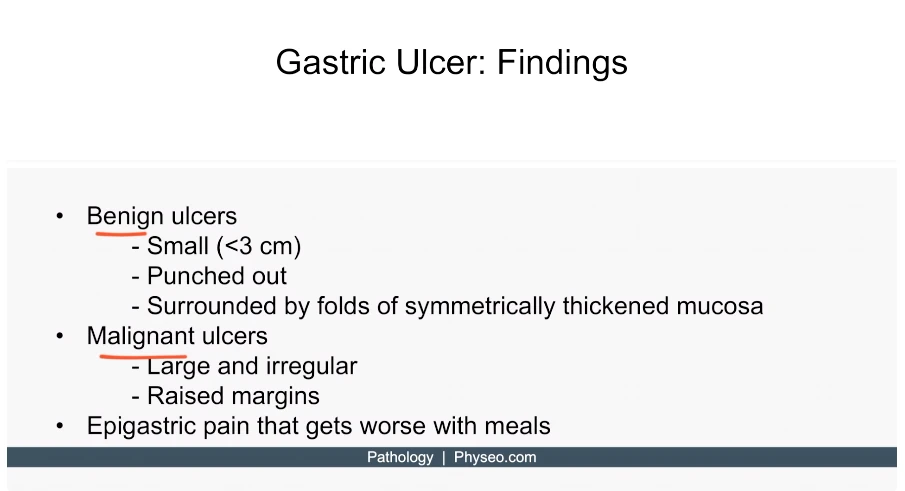 Gastric Ulcer: Findings
• Benign ulcers
- Small (<3 cm)
- Punched out
- Surrounded by folds of symmetrically thickened mucosa
• Malignant ulcers
- Large and irregular
- Raised margins
• Epigastric pain that gets worse with meals
Pathology | Physeo.com